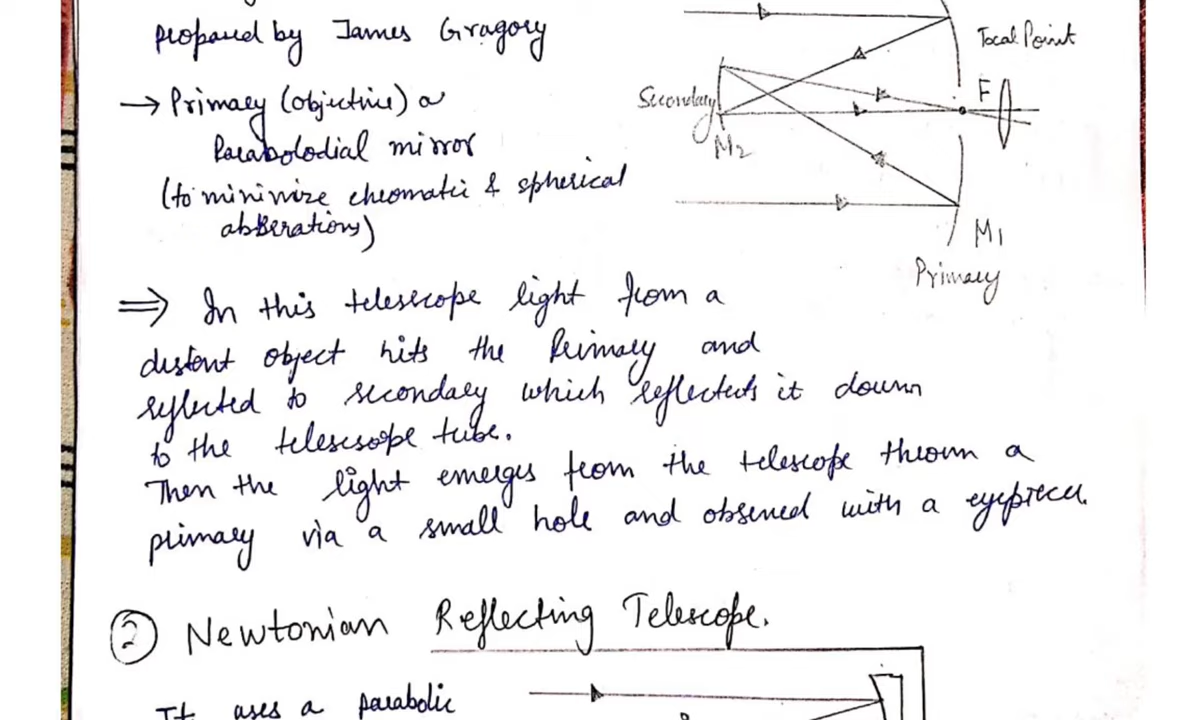 proposed by James Gragory
→ Primary (objective) a
Parabolodial mirror
(to minimize chromatic & spherical
abberations)
Focal Point
F
Secondary
M2
M1
Primary
⇒ In this telescope light from a
distant object hits the Primary and
reflected to secondary which reflects it down
to the telescope tube.
Then the light emerges from the telescope a
primary via a small hole and observed with a eyepiece.
② Newtonian Reflecting Telescope.
It uses a parabolic